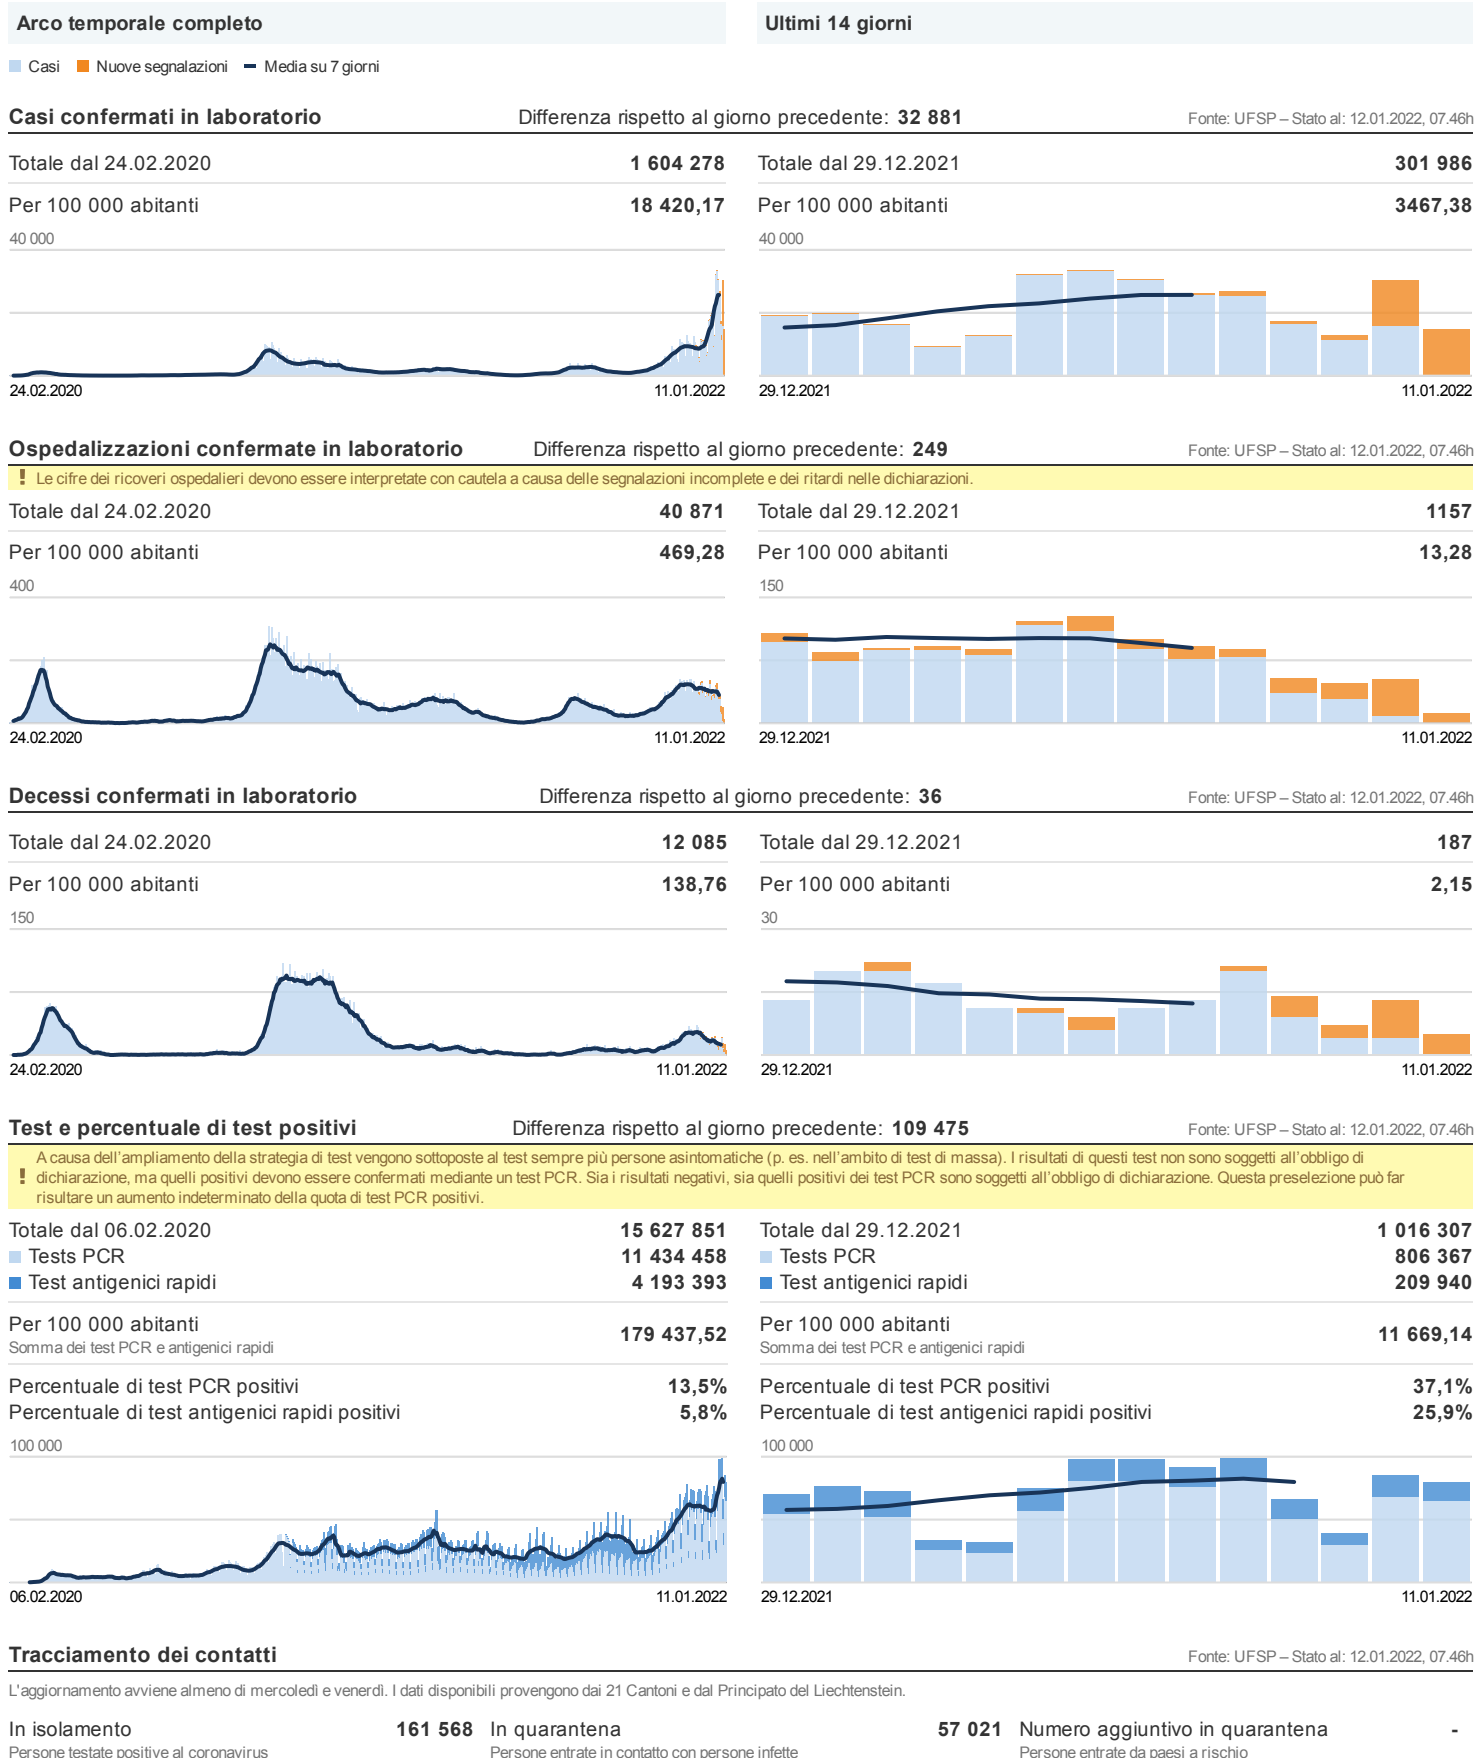 Arco temporale completo
Ultimi 14 giorni
Casi Nuove segnalazioni Media su 7 giorni
Casi confermati in laboratorio Differenza rispetto al giorno precedente: 32 881 Fonte: UFSP – Stato al: 12.01.2022, 07.46h
Totale dal 24.02.2020 1 604 278
Per 100 000 abitanti 18 420,17
40 000
24.02.2020 11.01.2022
Totale dal 29.12.2021 301 986
Per 100 000 abitanti 3467,38
40 000
29.12.2021 11.01.2022
Ospedalizzazioni confermate in laboratorio Differenza rispetto al giorno precedente: 249 Fonte: UFSP – Stato al: 12.01.2022, 07.46h
! Le cifre dei ricoveri ospedalieri devono essere interpretate con cautela a causa delle segnalazioni incomplete e dei ritardi nelle dichiarazioni.
Totale dal 24.02.2020 40 871
Per 100 000 abitanti 469,28
400
24.02.2020 11.01.2022
Totale dal 29.12.2021 1157
Per 100 000 abitanti 13,28
150
29.12.2021 11.01.2022
Decessi confermati in laboratorio Differenza rispetto al giorno precedente: 36 Fonte: UFSP – Stato al: 12.01.2022, 07.46h
Totale dal 24.02.2020 12 085
Per 100 000 abitanti 138,76
150
24.02.2020 11.01.2022
Totale dal 29.12.2021 187
Per 100 000 abitanti 2,15
30
29.12.2021 11.01.2022
Test e percentuale di test positivi Differenza rispetto al giorno precedente: 109 475 Fonte: UFSP – Stato al: 12.01.2022, 07.46h
A causa dell'ampliamento della strategia di test vengono sottoposte al test sempre più persone asintomatiche (p. es. nell'ambito di test di massa). I risultati di questi test non sono soggetti all'obbligo di
! dichiarazione, ma quelli positivi devono essere confermati mediante un test PCR. Sia i risultati negativi, sia quelli positivi dei test PCR sono soggetti all'obbligo di dichiarazione. Questa preselezione può far
risultare un aumento indeterminato della quota di test PCR positivi.
Totale dal 06.02.2020 15 627 851
Tests PCR 11 434 458
Test antigenici rapidi 4 193 393
Per 100 000 abitanti 179 437,52
Somma dei test PCR e antigenici rapidi
Percentuale di test PCR positivi 13,5%
Percentuale di test antigenici rapidi positivi 5,8%
100 000
06.02.2020 11.01.2022
Totale dal 29.12.2021 1 016 307
Tests PCR 806 367
Test antigenici rapidi 209 940
Per 100 000 abitanti 11 669,14
Somma dei test PCR e antigenici rapidi
Percentuale di test PCR positivi 37,1%
Percentuale di test antigenici rapidi positivi 25,9%
100 000
29.12.2021 11.01.2022
Tracciamento dei contatti Fonte: UFSP – Stato al: 12.01.2022, 07.46h
L'aggiornamento avviene almeno di mercoledì e venerdì. I dati disponibili provengono dai 21 Cantoni e dal Principato del Liechtenstein.
In isolamento 161 568
Persone testate positive al coronavirus
In quarantena 57 021
Persone entrate in contatto con persone infette
Numero aggiuntivo in quarantena -
Persone entrate da paesi a rischio